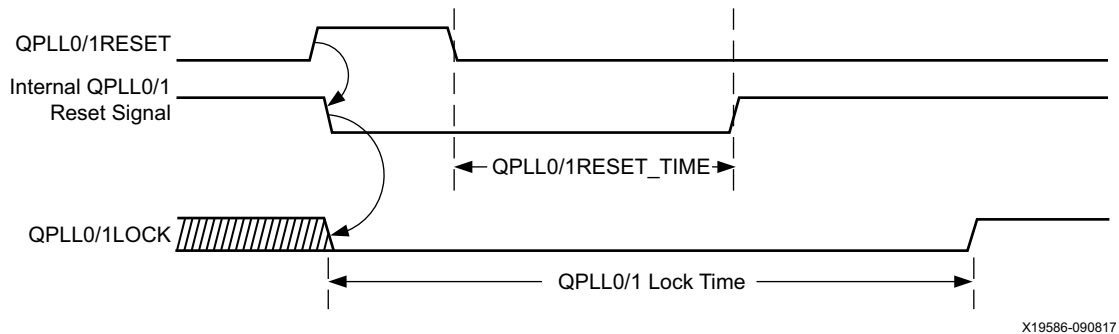 QPLL0/1RESET
Internal QPLL0/1
Reset Signal
QPLL0/1RESET_TIME
QPLL0/1LOCK
QPLL0/1 Lock Time
X19586-090817